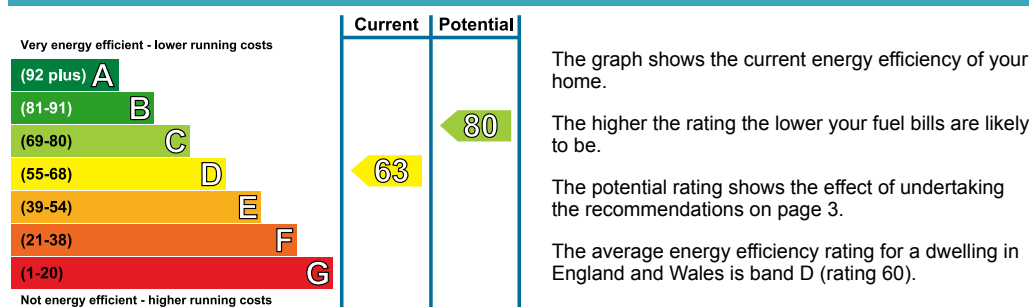 Current Potential
Very energy efficient - lower running costs
(92 plus) A
(81-91) B
(69-80) C
(55-68) D
(39-54) E
(21-38) F
(1-20) G
Not energy efficient - higher running costs
63
80
The graph shows the current energy efficiency of your
home.
The higher the rating the lower your fuel bills are likely
to be.
The potential rating shows the effect of undertaking
the recommendations on page 3.
The average energy efficiency rating for a dwelling in
England and Wales is band D (rating 60).